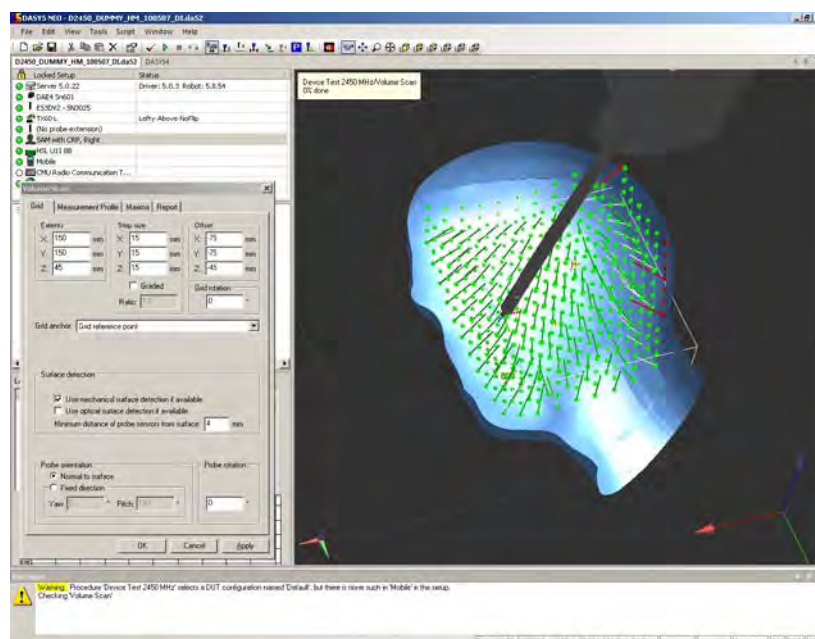 DASY5 NEO - D2450_DUMMY_HM_100507_DI.da52
File Edit View Tools Script Window Help
D2450_DUMMY_HM_100507_DI.da52 DASY54
Locked Setup Status
Server 5.0.22 Driver: 5.0.3 Robot: 5.8.54
DAE4 Sn601
ES3DV2 - SN3025
TX60 L Lefty-Above-NoFlip
(No probe extension)
SAM with CRP, Right
HSL U11 BB
Mobile
CMU Radio Communication T...
Device Test 2450 MHz/Volume Scan
0% done
Volume Scan
Grid Measurement Profile Maxima Report
Extents Step size Offset
X: 150 mm X: 15 mm X: -75 mm
Y: 150 mm Y: 15 mm Y: -75 mm
Z: 45 mm Z: 15 mm Z: -45 mm
Graded Grid rotation
Ratio: 0 °
Grid anchor: Grid reference point
Surface detection
Use mechanical surface detection if available
Use optical surface detection if available
Minimum distance of probe sensors from surface: 4 mm
Probe orientation Probe rotation
Normal to surface
Fixed direction
Yaw: ° Pitch: ° 0 °
OK Cancel Apply
Warning: Procedure 'Device Test 2450 MHz' selects a DUT configuration named 'Default', but there is none such in 'Mobile' in the setup.
Checking 'Volume Scan'